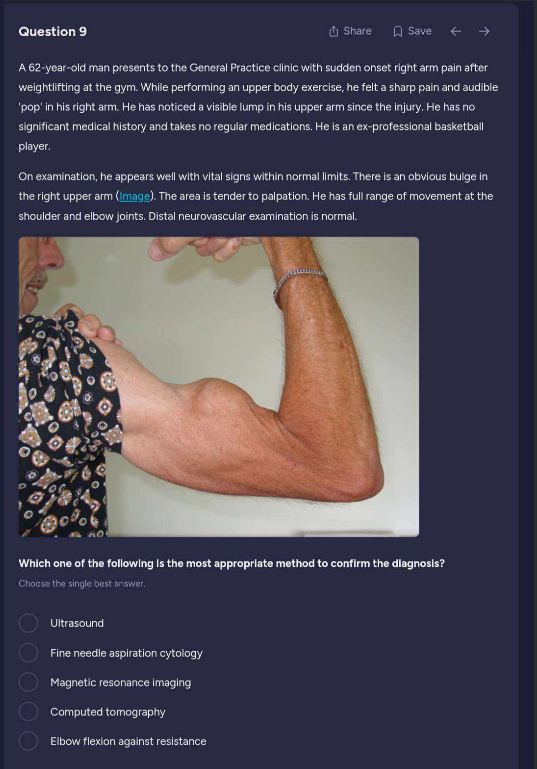 Question 9
Share
Save
A 62-year-old man presents to the General Practice clinic with sudden onset right arm pain after
weightlifting at the gym. While performing an upper body exercise, he felt a sharp pain and audible
'pop' in his right arm. He has noticed a visible lump in his upper arm since the injury. He has no
significant medical history and takes no regular medications. He is an ex-professional basketball
player.
On examination, he appears well with vital signs within normal limits. There is an obvious bulge in
the right upper arm (Image). The area is tender to palpation. He has full range of movement at the
shoulder and elbow joints. Distal neurovascular examination is normal.
Which one of the following is the most appropriate method to confirm the diagnosis?
Choose the single best answer.
Ultrasound
Fine needle aspiration cytology
Magnetic resonance imaging
Computed tomography
Elbow flexion against resistance